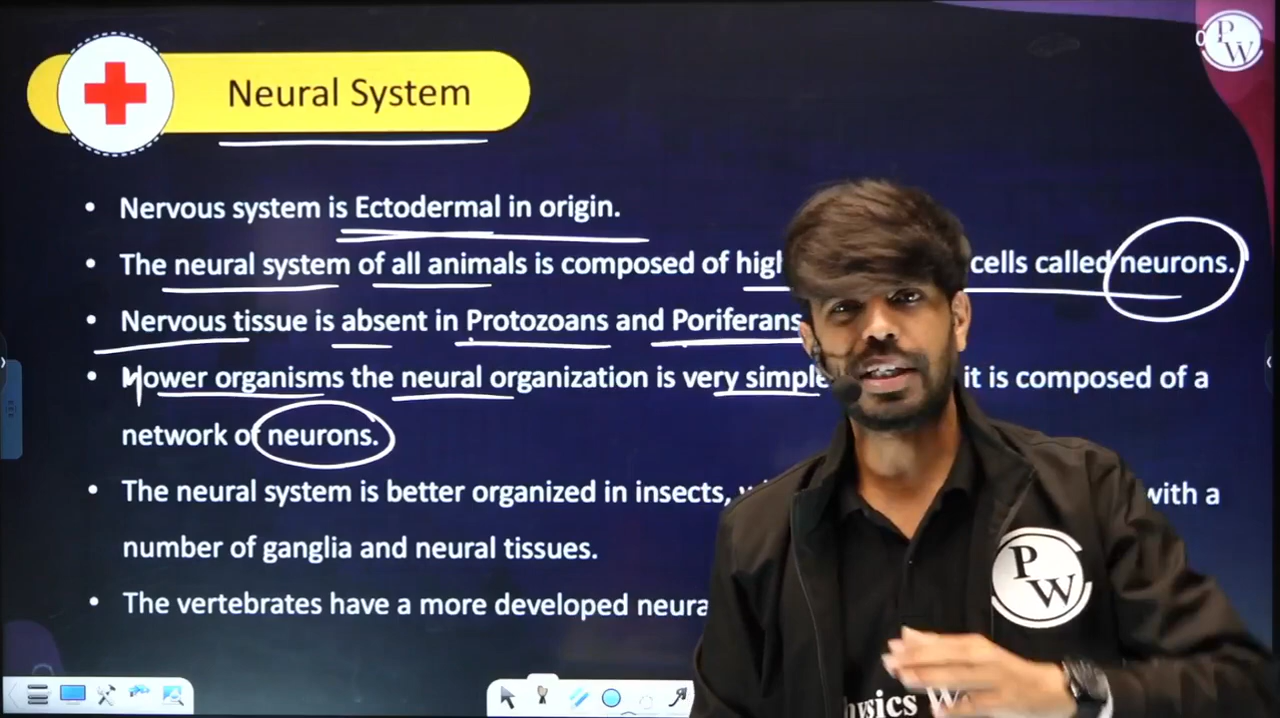 PW
Neural System
• Nervous system is Ectodermal in origin.
• The neural system of all animals is composed of cells called neurons.
• Nervous tissue is absent in Protozoans and Poriferans
• ower organisms the neural organization is very simple it is composed of a
network of neurons.
• The neural system is better organized in insects, with a
number of ganglia and neural tissues.
• The vertebrates have a more developed
PW